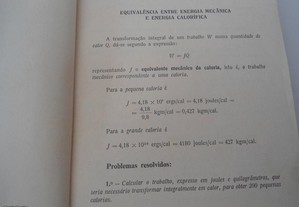 EQUIVALÊNCIA ENTRE ENERGIA MECÂNICA
E ENERGIA CALORÍFICA
A transformação integral de um trabalho W numa quantidade de
calor Q, dá-se segundo a expressão:
W = JQ
representando J o equivalente mecânico da caloria, isto é, o trabalho
mecânico correspondente a uma caloria.
Para a pequena caloria é
J = 4,18 × 10⁷ ergs/cal = 4,18 joules/cal =
= 4,18 / 9,8 kgm/cal = 0,427 kgm/cal.
Para a grande caloria é
J = 4,18 × 10¹⁰ ergs/cal = 4180 joules/cal = 427 kgm/cal.
Problemas resolvidos:
1.º — Calcular o trabalho, expresso em joules e quilogrâmetros, que
seria necessário transformar integralmente em calor, para obter 200 pequenas
calorias.